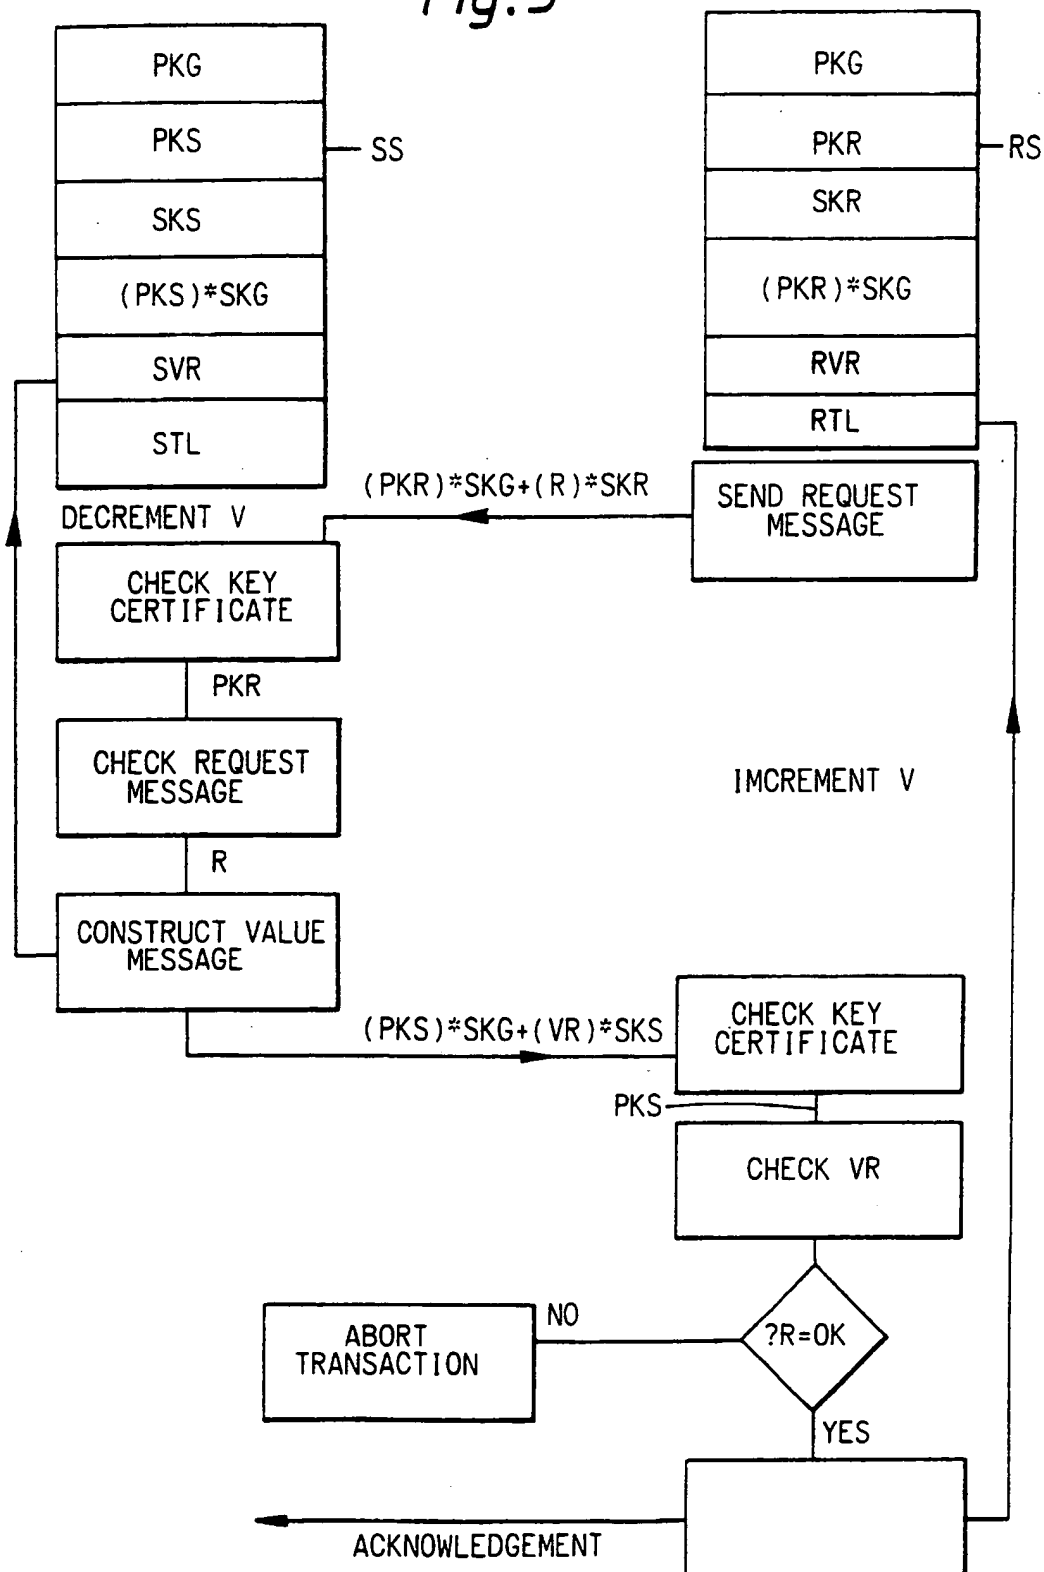 Fig.5
PKG
PKS
SS
SKS
(PKS)*SKG
SVR
STL
PKG
PKR
RS
SKR
(PKR)*SKG
RVR
RTL
(PKR)*SKG+(R)*SKR
SEND REQUEST
MESSAGE
DECREMENT V
CHECK KEY
CERTIFICATE
PKR
CHECK REQUEST
MESSAGE
IMCREMENT V
R
CONSTRUCT VALUE
MESSAGE
(PKS)*SKG+(VR)*SKS
CHECK KEY
CERTIFICATE
PKS
CHECK VR
?R=OK
NO
ABORT
TRANSACTION
YES
ACKNOWLEDGEMENT